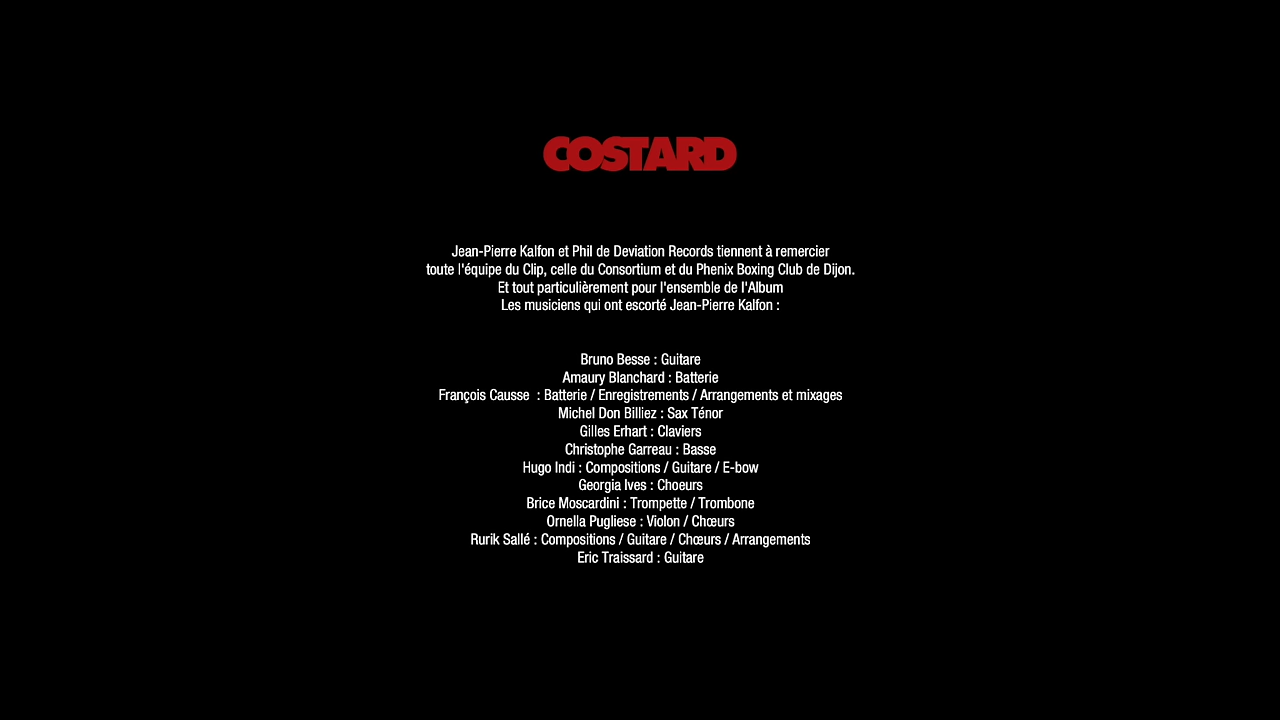 COSTARD
Jean-Pierre Kalfon et Phil de Deviation Records tiennent à remercier
toute l'équipe du Clip, celle du Consortium et du Phenix Boxing Club de Dijon.
Et tout particulièrement pour l'ensemble de l'Album
Les musiciens qui ont escorté Jean-Pierre Kalfon :
Bruno Besse : Guitare
Amaury Blanchard : Batterie
François Causse  : Batterie / Enregistrements / Arrangements et mixages
Michel Don Billiez : Sax Ténor
Gilles Erhart : Claviers
Christophe Garreau : Basse
Hugo Indi : Compositions / Guitare / E-bow
Georgia Ives : Choeurs
Brice Moscardini : Trompette / Trombone
Ornella Pugliese : Violon / Chœurs
Rurik Sallé : Compositions / Guitare / Chœurs / Arrangements
Eric Traissard : Guitare